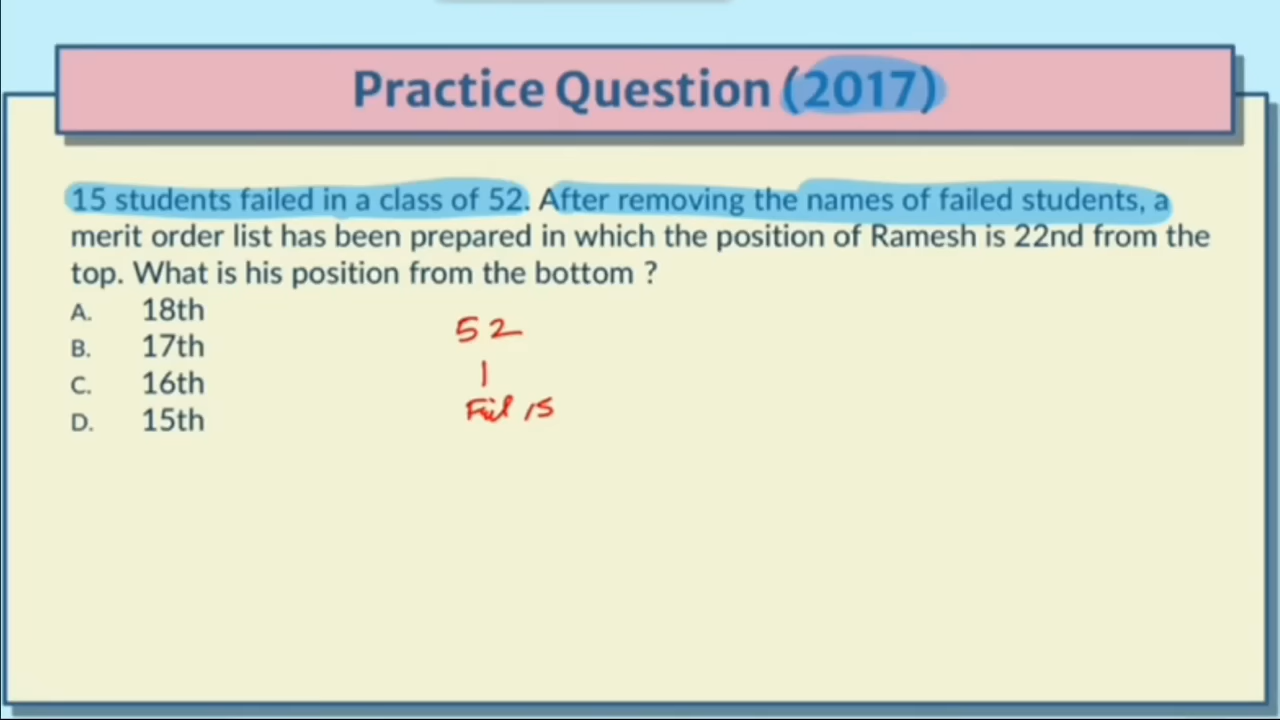 Practice Question (2017)
15 students failed in a class of 52. After removing the names of failed students, a
merit order list has been prepared in which the position of Ramesh is 22nd from the
top. What is his position from the bottom ?
A. 18th
B. 17th
C. 16th
D. 15th
52
Fail 15